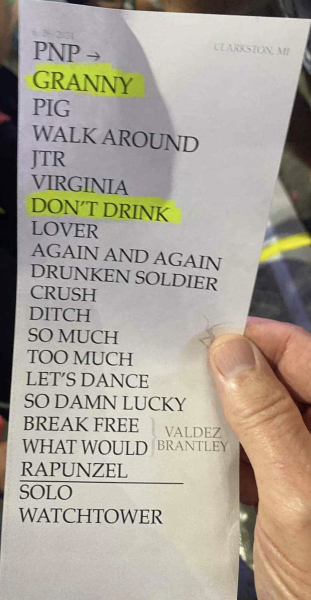 CLARKSTON, MI
PNP →
GRANNY
PIG
WALK AROUND
JTR
VIRGINIA
DON'T DRINK
LOVER
AGAIN AND AGAIN
DRUNKEN SOLDIER
CRUSH
DITCH
SO MUCH
TOO MUCH
LET'S DANCE
SO DAMN LUCKY
BREAK FREE
WHAT WOULD
VALDEZ
BRANTLEY
RAPUNZEL
SOLO
WATCHTOWER